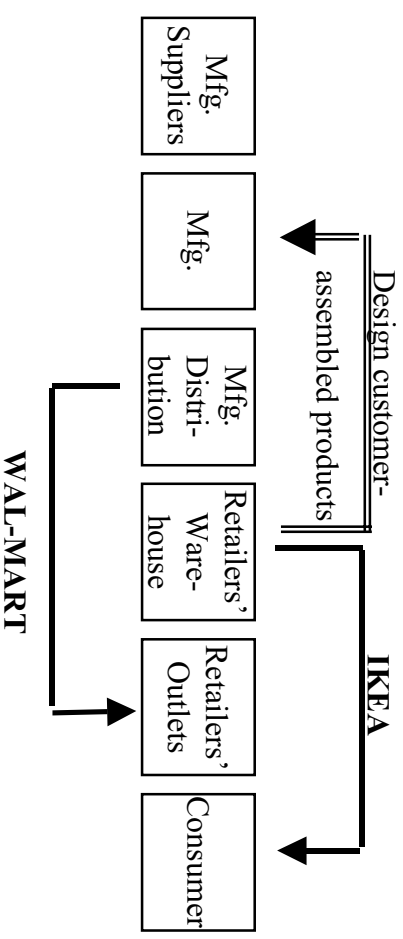 Design customer-
assembled products
IKEA
Mfg.
Suppliers
Mfg.
Mfg.
Distri-
bution
Retailers’
Ware-
house
Retailers’
Outlets
Consumer
WAL-MART